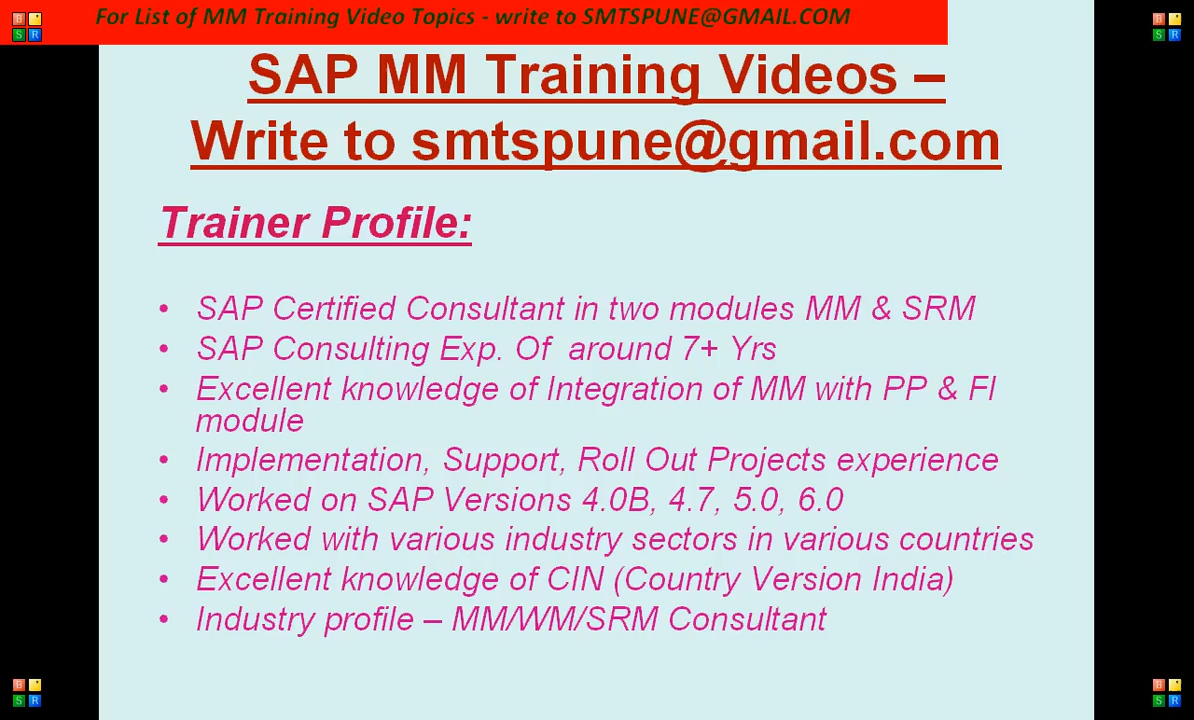 For List of MM Training Video Topics - write to SMTSPUNE@GMAIL.COM
SAP MM Training Videos –
Write to smtspune@gmail.com
Trainer Profile:
• SAP Certified Consultant in two modules MM & SRM
• SAP Consulting Exp. Of around 7+ Yrs
• Excellent knowledge of Integration of MM with PP & FI
module
• Implementation, Support, Roll Out Projects experience
• Worked on SAP Versions 4.0B, 4.7, 5.0, 6.0
• Worked with various industry sectors in various countries
• Excellent knowledge of CIN (Country Version India)
• Industry profile – MM/WM/SRM Consultant
B
S R
B
S R
B
S R
B
S R